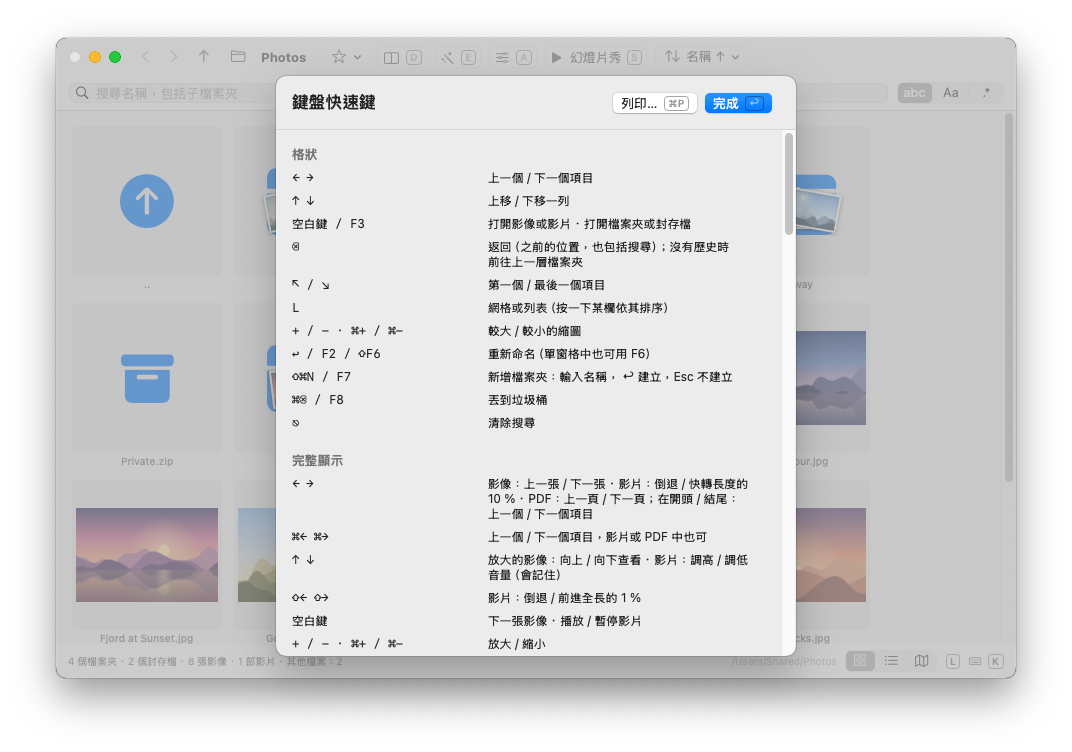 Photos
D
E
A
幻燈片秀 S
名稱
搜尋名稱，包括子檔案夾
abc
Aa
.*
鍵盤快速鍵
列印... ⌘P
完成 ↩
格狀
← → 上一個 / 下一個項目
↑ ↓ 上移 / 下移一列
空白鍵 / F3 打開影像或影片 · 打開檔案夾或封存檔
⌫ 返回 (之前的位置，也包括搜尋)；沒有歷史時
前往上一層檔案夾
↖ / ↘ 第一個 / 最後一個項目
L 網格或列表 (按一下某欄依其排序)
+ / − · ⌘+ / ⌘− 較大 / 較小的縮圖
↩ / F2 / ⇧F6 重新命名 (單窗格中也可用 F6)
⇧⌘N / F7 新增檔案夾：輸入名稱，↩ 建立，Esc 不建立
⌘⌫ / F8 丟到垃圾桶
⎋ 清除搜尋
完整顯示
← → 影像：上一張 / 下一張 · 影片：倒退 / 快轉長度的
10 % · PDF：上一頁 / 下一頁；在開頭 / 結尾：
上一個 / 下一個項目
⌘← ⌘→ 上一個 / 下一個項目，影片或 PDF 中也可
↑ ↓ 放大的影像：向上 / 向下查看 · 影片：調高 / 調低
音量 (會記住)
⇧← ⇧→ 影片：倒退 / 前進全長的 1 %
空白鍵 下一張影像 · 播放 / 暫停影片
+ / − · ⌘+ / ⌘− 放大 / 縮小
..
way
Private.zip
our.jpg
Fjord at Sunset.jpg
cks.jpg
4 個檔案夾 · 2 個封存檔 · 8 張影像 · 1 部影片 · 其他檔案：2
/Users/Shared/Photos
L
K